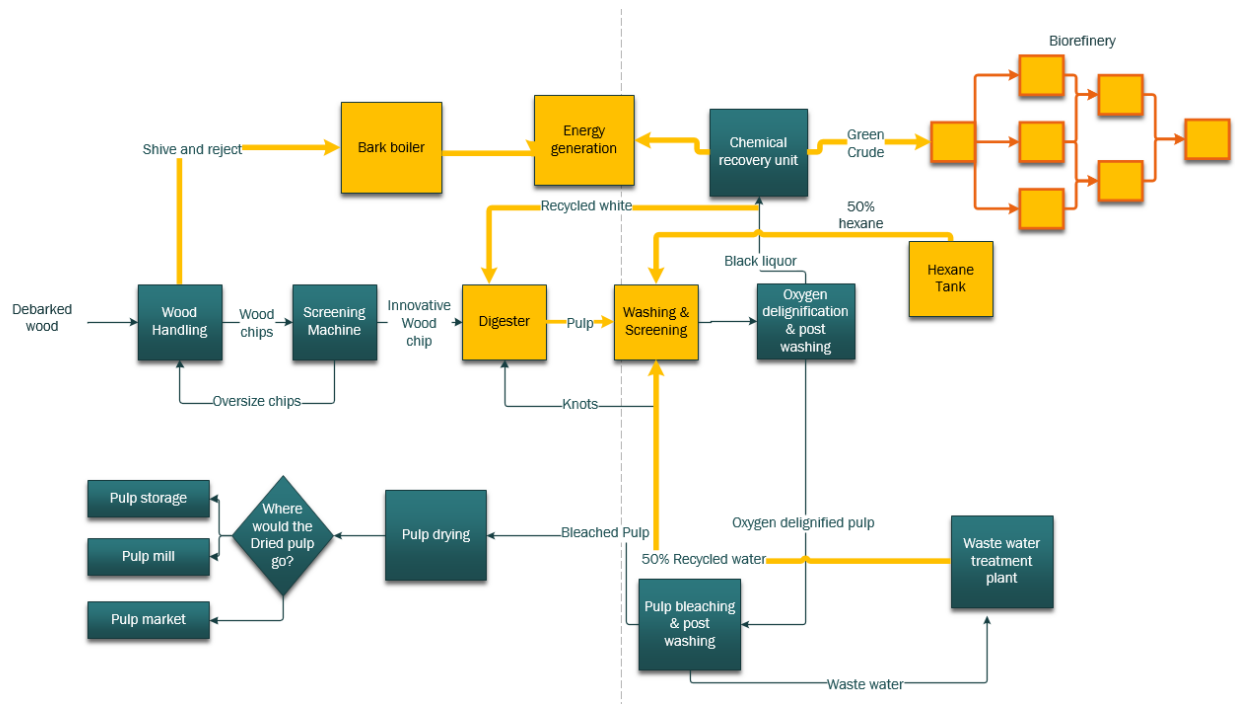 Biorefinery
Shive and reject
Bark boiler
Energy
generation
Chemical
recovery unit
Green
Crude
Recycled white
50%
hexane
Black liquor
Hexane
Tank
Debarked
wood
Wood
Handling
Wood
chips
Screening
Machine
Innovative
Wood
chip
Digester
Pulp
Washing &
Screening
Oxygen
delignification
& post
washing
Oversize chips
Knots
Pulp storage
Pulp mill
Pulp market
Where
would the
Dried pulp
go?
Pulp drying
Bleached Pulp
Oxygen delignified pulp
50% Recycled water
Waste water
treatment
plant
Pulp bleaching
& post
washing
Waste water